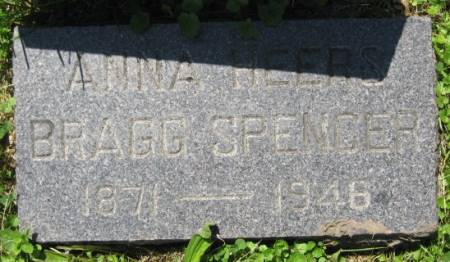 ANNA HEERS
BRAGG SPENCER
1871 — 1946